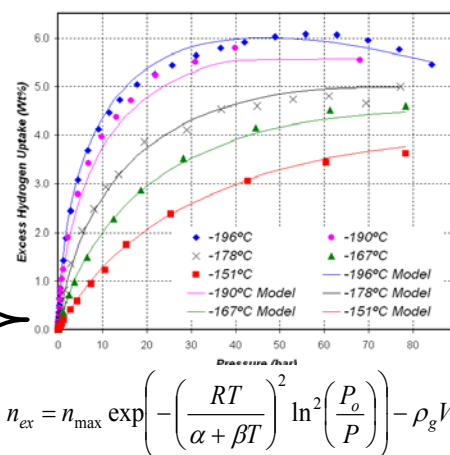 Excess Hydrogen Uptake (Wt%)
6.0
5.0
4.0
3.0
2.0
1.0
0.0
-196ºC -190ºC
-178ºC -167ºC
-151ºC -196ºC Model
-190ºC Model -178ºC Model
-167ºC Model -151ºC Model
0 10 20 30 40 50 60 70 80 90
Pressure (bar)
n_ex = n_max exp(-(RT / (α + βT))² ln²(P_o / P)) - ρ_g V